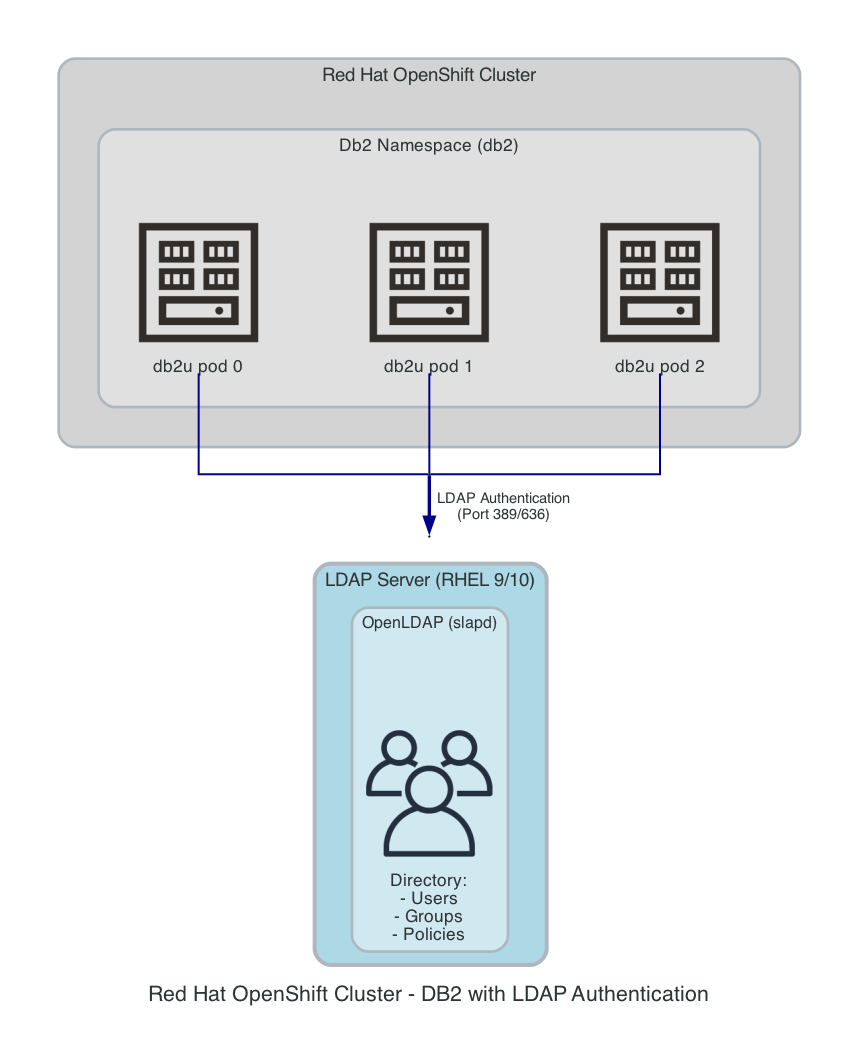 Red Hat OpenShift Cluster
Db2 Namespace (db2)
db2u pod 0
db2u pod 1
db2u pod 2
LDAP Authentication
(Port 389/636)
LDAP Server (RHEL 9/10)
OpenLDAP (slapd)
Directory:
- Users
- Groups
- Policies
Red Hat OpenShift Cluster - DB2 with LDAP Authentication